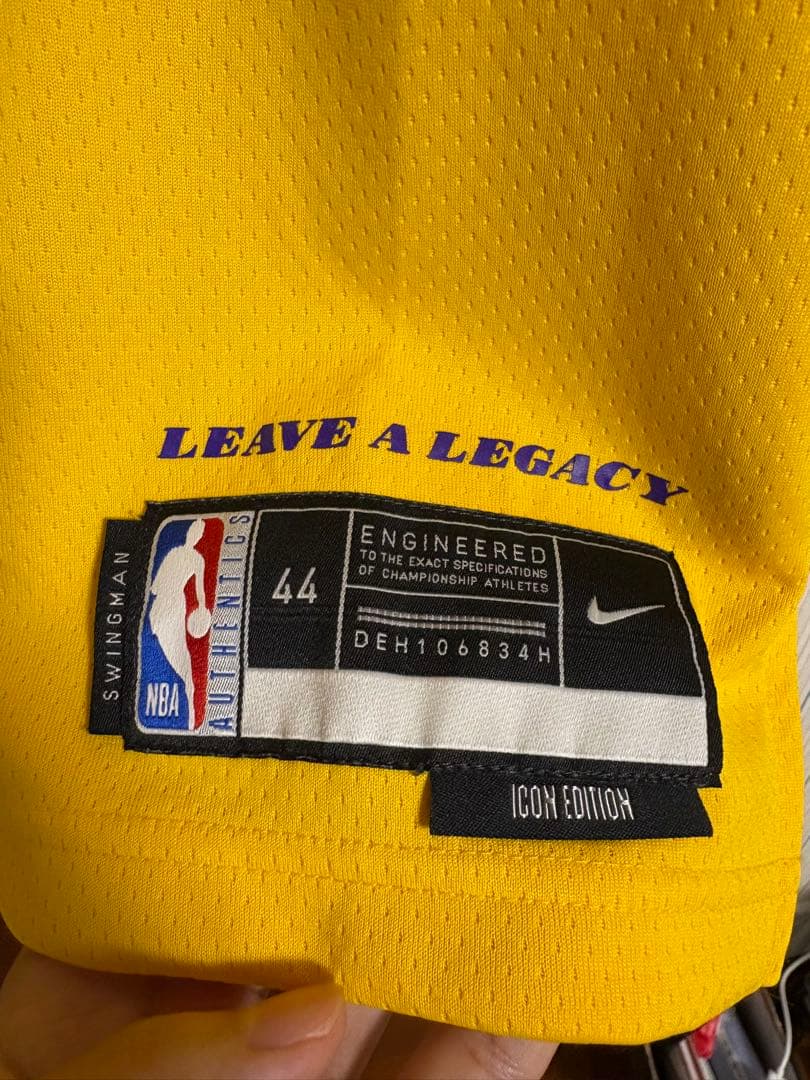 LEAVE A LEGACY
SWINGMAN
NBA
AUTHENTICS
44
ENGINEERED
TO THE EXACT SPECIFICATIONS
OF CHAMPIONSHIP ATHLETES
DEH106834H
ICON EDITION